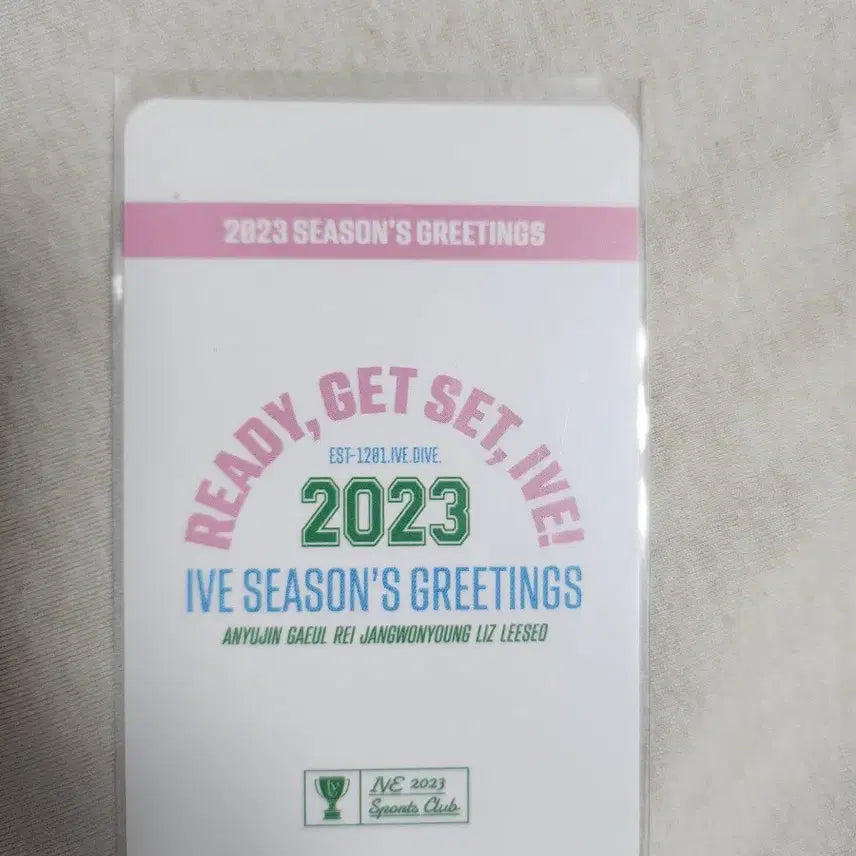 2023 SEASON'S GREETINGS
READY, GET SET, IVE!
EST-1201.IVE.DIVE.
2023
IVE SEASON'S GREETINGS
ANYUJIN GAEUL REI JANGWONYOUNG LIZ LEESEO
IVE 2023
Sports Club